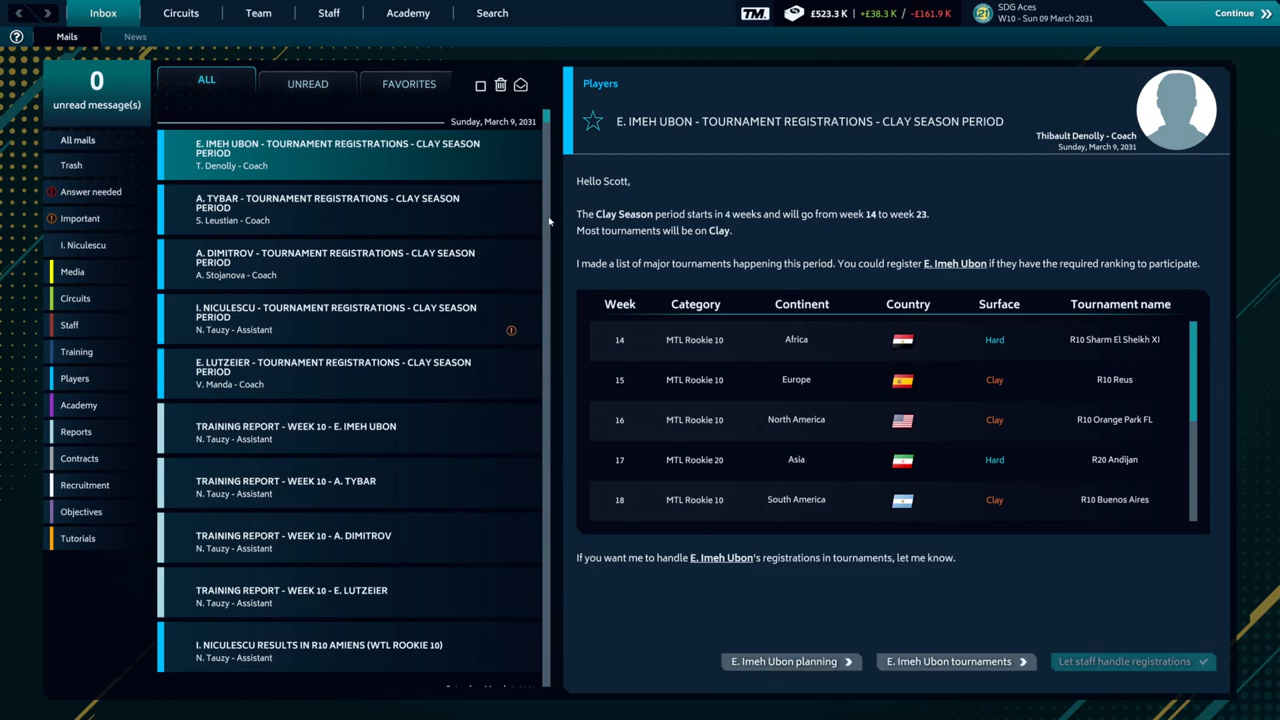 Inbox
Circuits
Team
Staff
Academy
Search
TM.
£523.3 K / +£38.3 K / -£161.9 K
21
SDG Aces
W10 - Sun 09 March 2031
Continue
Mails
News
0
unread message(s)
All mails
Trash
Answer needed
Important
I. Niculescu
Media
Circuits
Staff
Training
Players
Academy
Reports
Contracts
Recruitment
Objectives
Tutorials
ALL
UNREAD
FAVORITES
Sunday, March 9, 2031
E. IMEH UBON - TOURNAMENT REGISTRATIONS - CLAY SEASON
PERIOD
T. Denolly - Coach
A. TYBAR - TOURNAMENT REGISTRATIONS - CLAY SEASON
PERIOD
S. Leustian - Coach
A. DIMITROV - TOURNAMENT REGISTRATIONS - CLAY SEASON
PERIOD
A. Stojanova - Coach
I. NICULESCU - TOURNAMENT REGISTRATIONS - CLAY SEASON
PERIOD
N. Tauzy - Assistant
E. LUTZEIER - TOURNAMENT REGISTRATIONS - CLAY SEASON
PERIOD
V. Manda - Coach
TRAINING REPORT - WEEK 10 - E. IMEH UBON
N. Tauzy - Assistant
TRAINING REPORT - WEEK 10 - A. TYBAR
N. Tauzy - Assistant
TRAINING REPORT - WEEK 10 - A. DIMITROV
N. Tauzy - Assistant
TRAINING REPORT - WEEK 10 - E. LUTZEIER
N. Tauzy - Assistant
I. NICULESCU RESULTS IN R10 AMIENS (WTL ROOKIE 10)
N. Tauzy - Assistant
Players
E. IMEH UBON - TOURNAMENT REGISTRATIONS - CLAY SEASON PERIOD
Thibault Denolly - Coach
Sunday, March 9, 2031
Hello Scott,
The Clay Season period starts in 4 weeks and will go from week 14 to week 23.
Most tournaments will be on Clay.
I made a list of major tournaments happening this period. You could register E. Imeh Ubon if they have the required ranking to participate.
Week Category Continent Country Surface Tournament name
14 MTL Rookie 10 Africa Hard R10 Sharm El Sheikh XI
15 MTL Rookie 10 Europe Clay R10 Reus
16 MTL Rookie 10 North America Clay R10 Orange Park FL
17 MTL Rookie 20 Asia Hard R20 Andijan
18 MTL Rookie 10 South America Clay R10 Buenos Aires
If you want me to handle E. Imeh Ubon's registrations in tournaments, let me know.
E. Imeh Ubon planning
E. Imeh Ubon tournaments
Let staff handle registrations